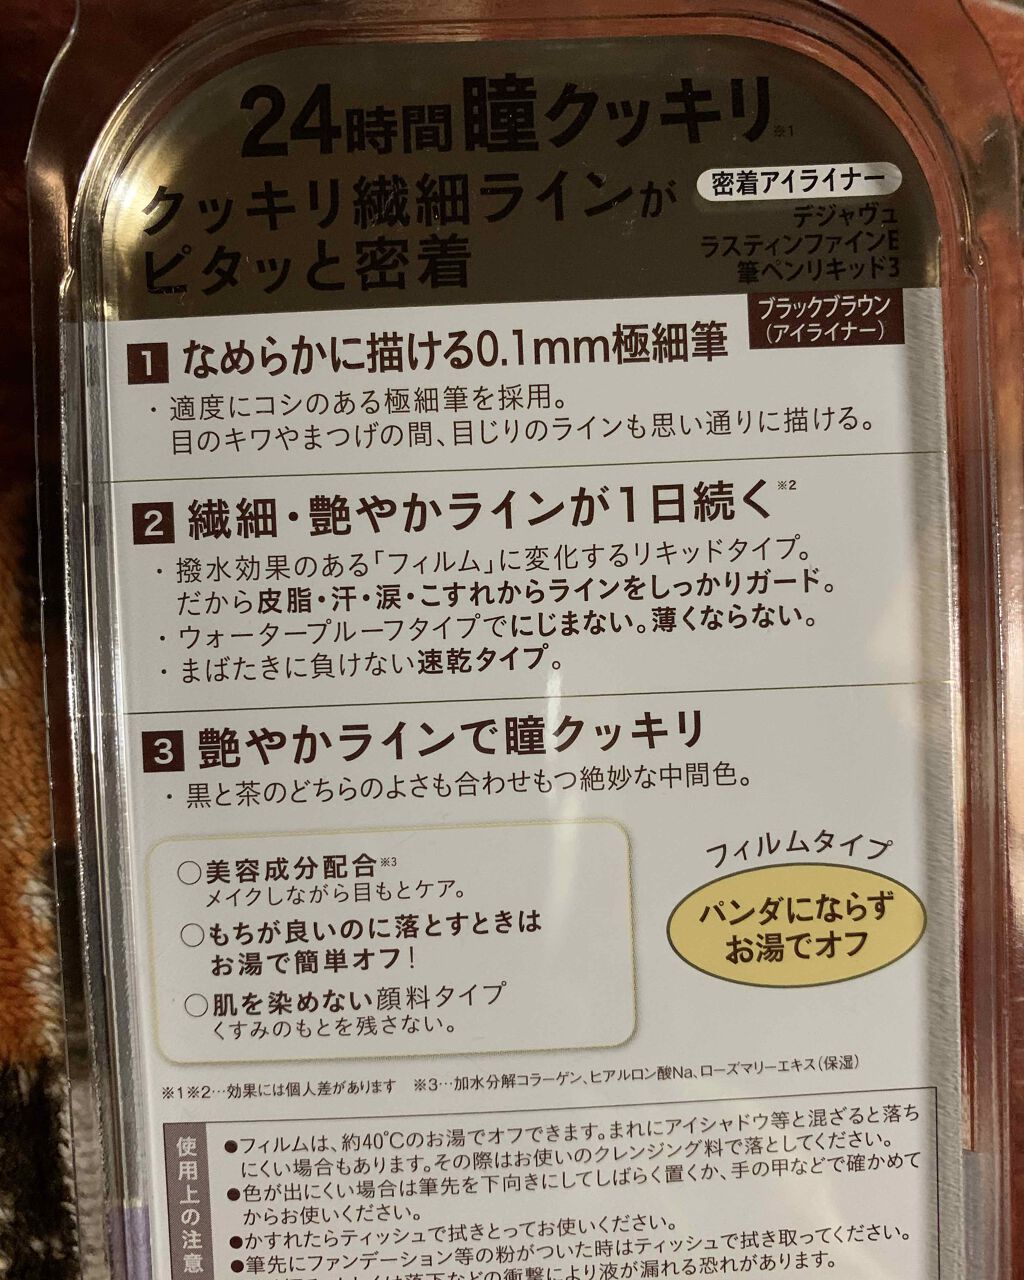 24時間瞳クッキリ※1
クッキリ繊細ラインが
ピタッと密着
密着アイライナー
デジャヴュ
ラスティンファインE
筆ペンリキッド3
ブラックブラウン
(アイライナー)
1 なめらかに描ける0.1mm極細筆
・適度にコシのある極細筆を採用。
目のキワやまつげの間、目じりのラインも思い通りに描ける。
2 繊細・艶やかラインが1日続く※2
・撥水効果のある「フィルム」に変化するリキッドタイプ。
だから皮脂・汗・涙・こすれからラインをしっかりガード。
・ウォータープルーフタイプでにじまない。薄くならない。
・まばたきに負けない速乾タイプ。
3 艶やかラインで瞳クッキリ
・黒と茶のどちらのよさも合わせもつ絶妙な中間色。
○美容成分配合※3
メイクしながら目もとケア。
○もちが良いのに落とすときは
お湯で簡単オフ!
○肌を染めない顔料タイプ
くすみのもとを残さない。
フィルムタイプ
パンダにならず
お湯でオフ
※1※2…効果には個人差があります ※3…加水分解コラーゲン、ヒアルロン酸Na、ローズマリーエキス(保湿)
使用上の注意
●フィルムは、約40℃のお湯でオフできます。まれにアイシャドウ等と混ざると落ち
にくい場合もあります。その際はお使いのクレンジング料で落としてください。
●色が出にくい場合は筆先を下向きにしてしばらく置くか、手の甲などで確かめて
からお使いください。
●かすれたらティッシュで拭きとってお使いください。
●筆先にファンデーション等の粉がついた時はティッシュで拭き取ってください。
落下などの衝撃により液が漏れる恐れがあります。